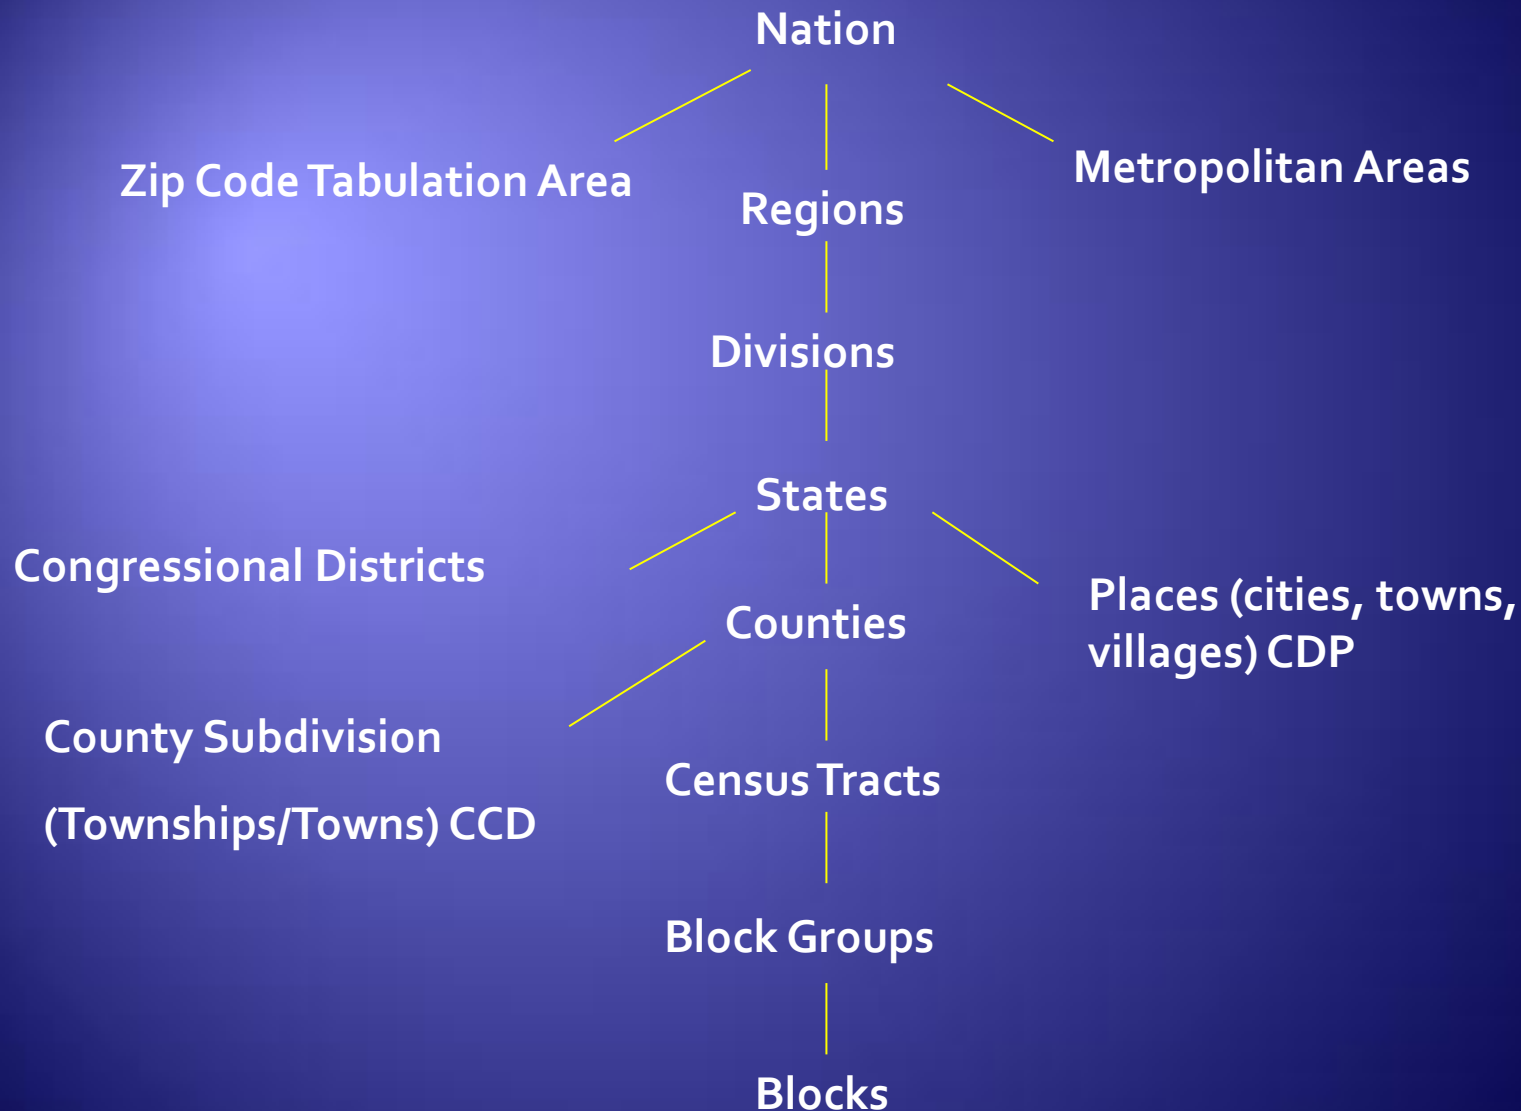 Nation
Zip Code Tabulation Area
Metropolitan Areas
Regions
Divisions
States
Congressional Districts
Places (cities, towns,
villages) CDP
Counties
County Subdivision
(Townships/Towns) CCD
Census Tracts
Block Groups
Blocks